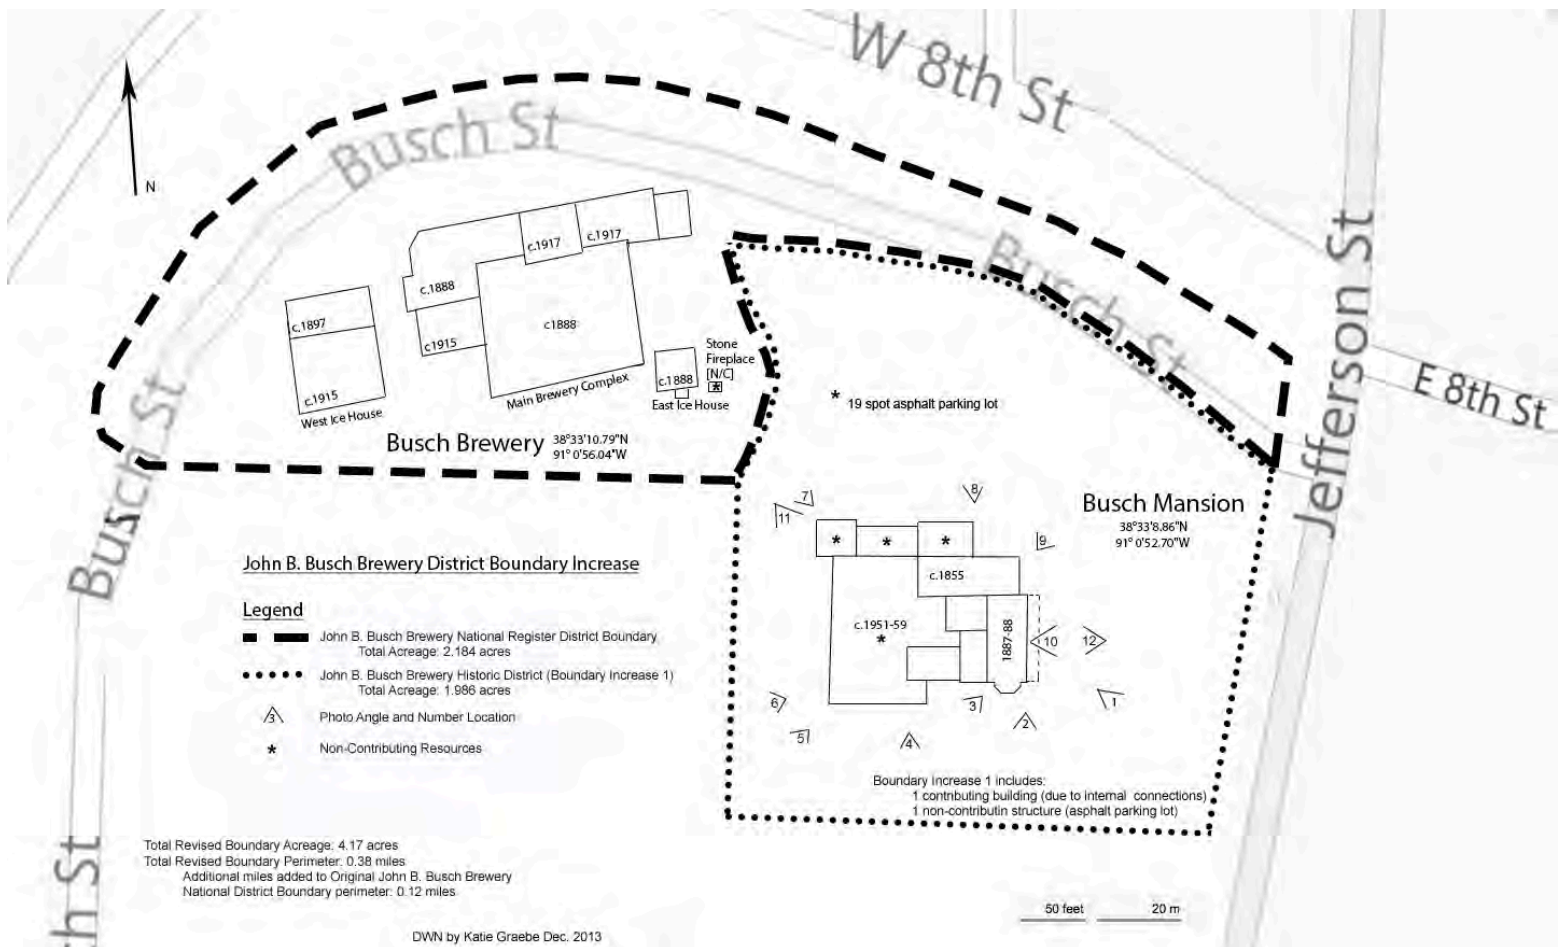 W 8th St
Busch St
N
c.1917
c.1917
c.1888
c1888
c.1915
c.1897
c.1915
West Ice House
Main Brewery Complex
c.1888
East Ice House
Stone
Fireplace
[N/C]
*
Busch St
Jefferson St
E 8th St
Busch St
* 19 spot asphalt parking lot
Busch Brewery
38°33'10.79"N
91° 0'56.04"W
Busch Mansion
38°33'8.86"N
91° 0'52.70"W
7
11
8
9
* * *
c.1855
c.1951-59
*
1887-88
10
12
1
2
3
4
5
6
John B. Busch Brewery District Boundary Increase
Legend
John B. Busch Brewery National Register District Boundary
Total Acreage: 2.184 acres
John B. Busch Brewery Historic District (Boundary Increase 1)
Total Acreage: 1.986 acres
3 Photo Angle and Number Location
* Non-Contributing Resources
Boundary increase 1 includes:
1 contributing building (due to internal connections)
1 non-contributin structure (asphalt parking lot)
Total Revised Boundary Acreage: 4.17 acres
Total Revised Boundary Perimeter: 0.38 miles
Additional miles added to Original John B. Busch Brewery
National District Boundary perimeter: 0.12 miles
ch St
50 feet
20 m
DWN by Katie Graebe Dec. 2013